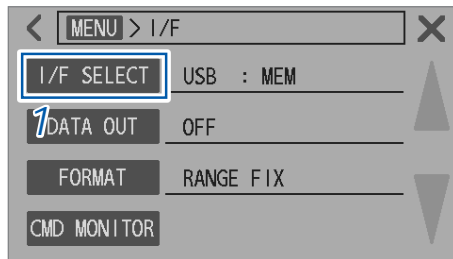 MENU > I/F
I/F SELECT USB : MEM
1
DATA OUT OFF
FORMAT RANGE FIX
CMD MONITOR